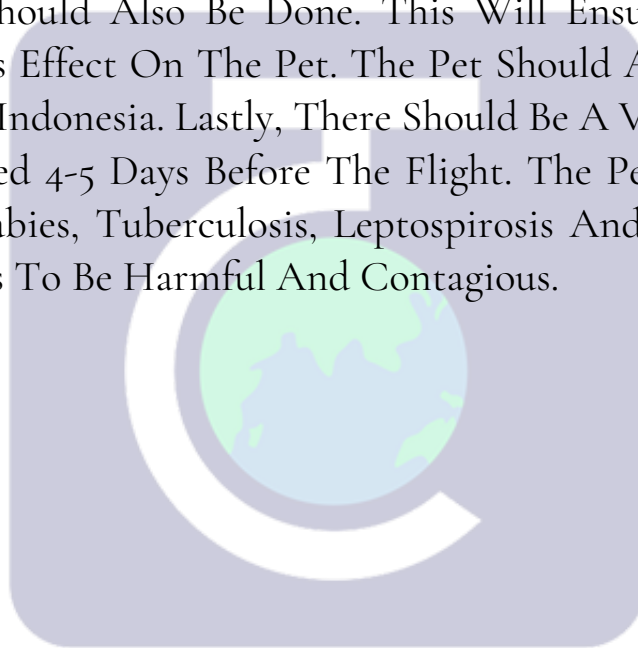 hould Also Be Done. This Will Ensu
s Effect On The Pet. The Pet Should A
Indonesia. Lastly, There Should Be A V
ed 4-5 Days Before The Flight. The Pe
abies, Tuberculosis, Leptospirosis And
s To Be Harmful And Contagious.